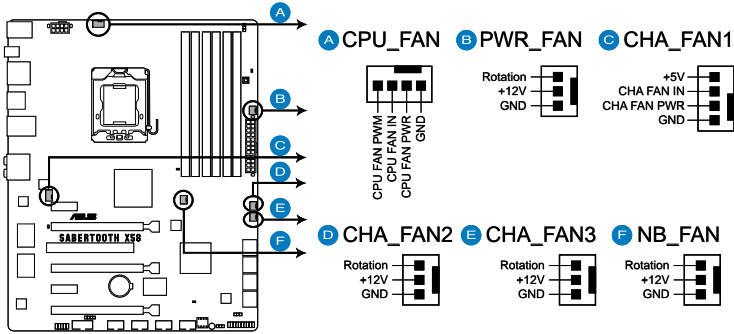 A
B
C
D
E
F
ASUS
SABERTOOTH X58
A CPU_FAN
CPU FAN PWM
CPU FAN IN
CPU FAN PWR
GND
B PWR_FAN
Rotation
+12V
GND
C CHA_FAN1
+5V
CHA FAN IN
CHA FAN PWR
GND
D CHA_FAN2
Rotation
+12V
GND
E CHA_FAN3
Rotation
+12V
GND
F NB_FAN
Rotation
+12V
GND